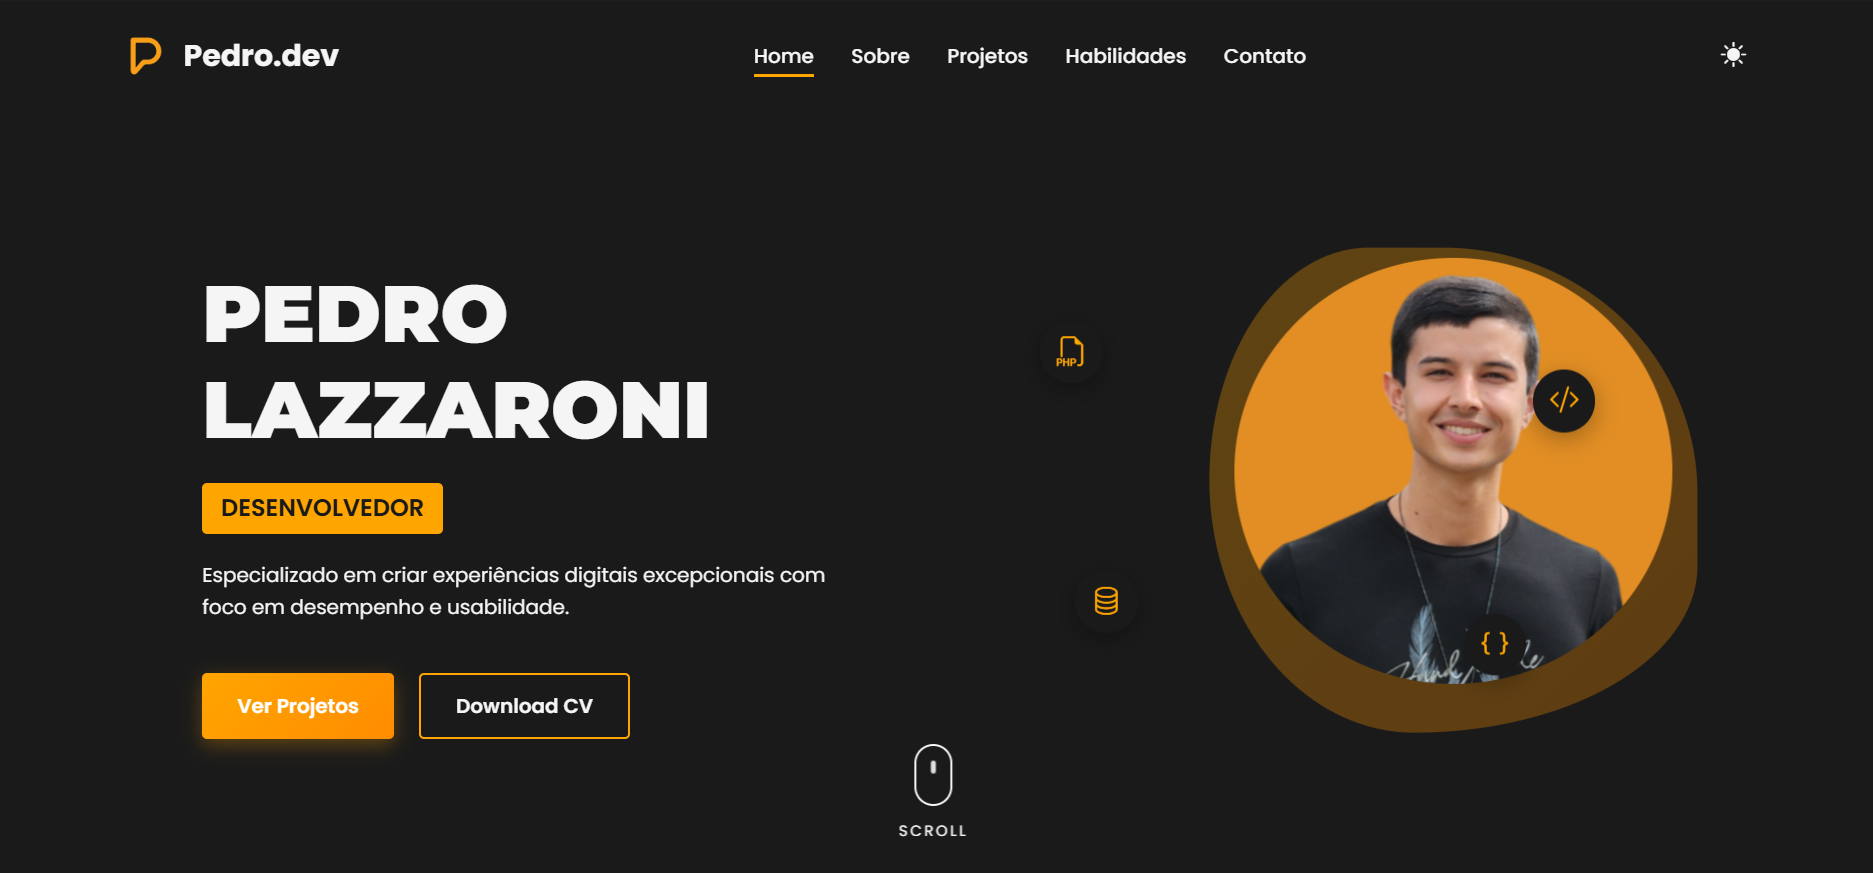 Pedro.dev
Home Sobre Projetos Habilidades Contato
PEDRO
LAZZARONI
DESENVOLVEDOR
Especializado em criar experiências digitais excepcionais com
foco em desempenho e usabilidade.
Ver Projetos Download CV
PHP
</>
{ }
SCROLL